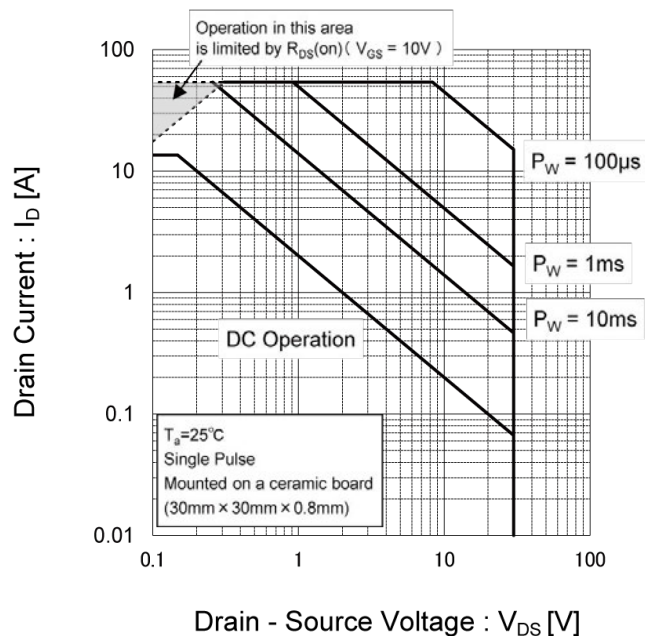 Operation in this area
is limited by RDS(on) ( VGS = 10V )
100
10
1
0.1
0.01
Drain Current : ID [A]
PW = 100μs
PW = 1ms
PW = 10ms
DC Operation
Ta=25℃
Single Pulse
Mounted on a ceramic board
(30mm × 30mm × 0.8mm)
0.1
1
10
100
Drain - Source Voltage : VDS [V]